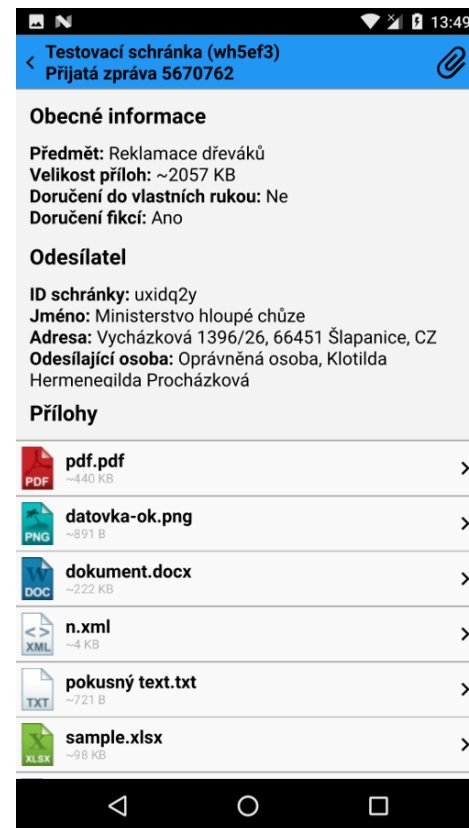 13:49
Testovací schránka (wh5ef3)
Přijatá zpráva 5670762
Obecné informace
Předmět: Reklamace dřeváků
Velikost příloh: ~2057 KB
Doručení do vlastních rukou: Ne
Doručení fikcí: Ano
Odesílatel
ID schránky: uxidq2y
Jméno: Ministerstvo hloupé chůze
Adresa: Vycházková 1396/26, 66451 Šlapanice, CZ
Odesílající osoba: Oprávněná osoba, Klotilda
Hermenegilda Procházková
Přílohy
PDF
pdf.pdf
~440 KB
PNG
datovka-ok.png
~891 B
DOC
dokument.docx
~222 KB
<> XML
n.xml
~4 KB
TXT
pokusný text.txt
~721 B
XLSX
sample.xlsx
~98 KB